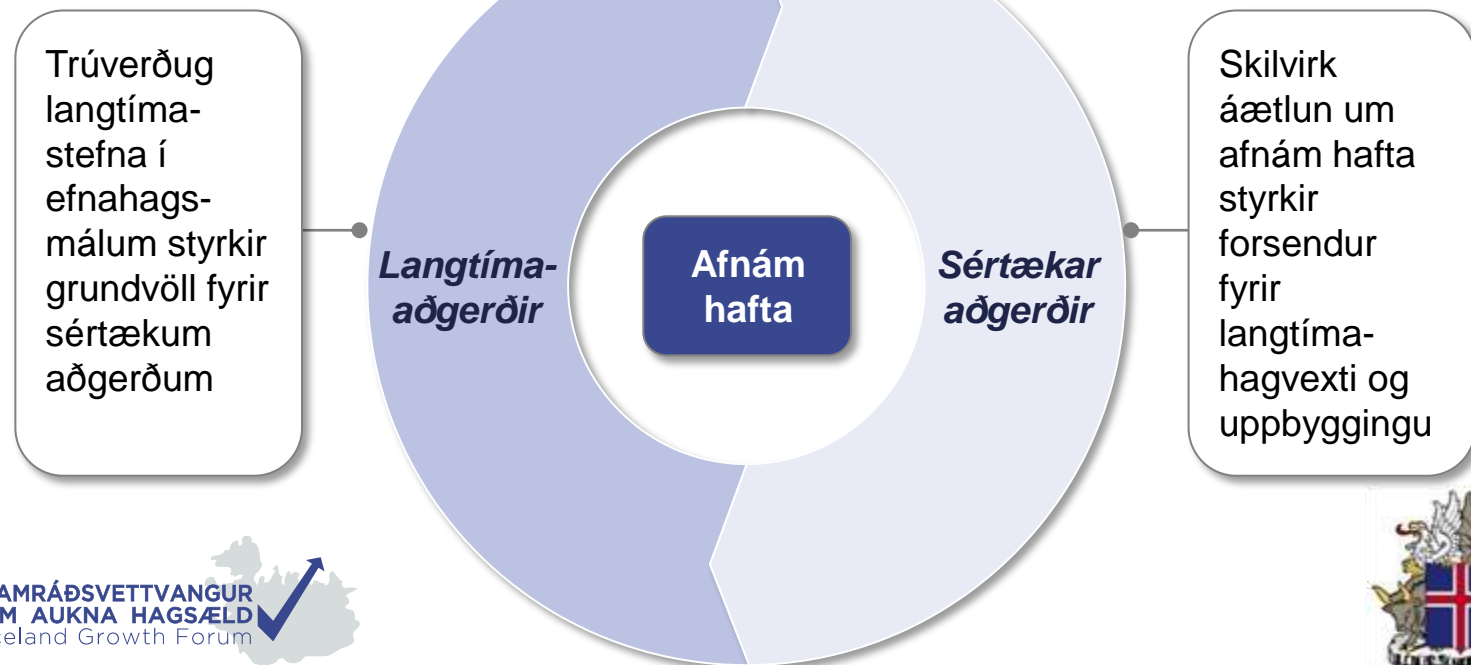 Trúverðug
langtíma-
stefna í
efnahags-
málum styrkir
grundvöll fyrir
sértækum
aðgerðum
Langtíma-
aðgerðir
Afnám
hafta
Sértækar
aðgerðir
Skilvirk
áætlun um
afnám hafta
styrkir
forsendur
fyrir
langtíma-
hagvexti og
uppbyggingu
AMRÁÐSVETTVANGUR
M AUKNA HAGSÆLD
celand Growth Forum